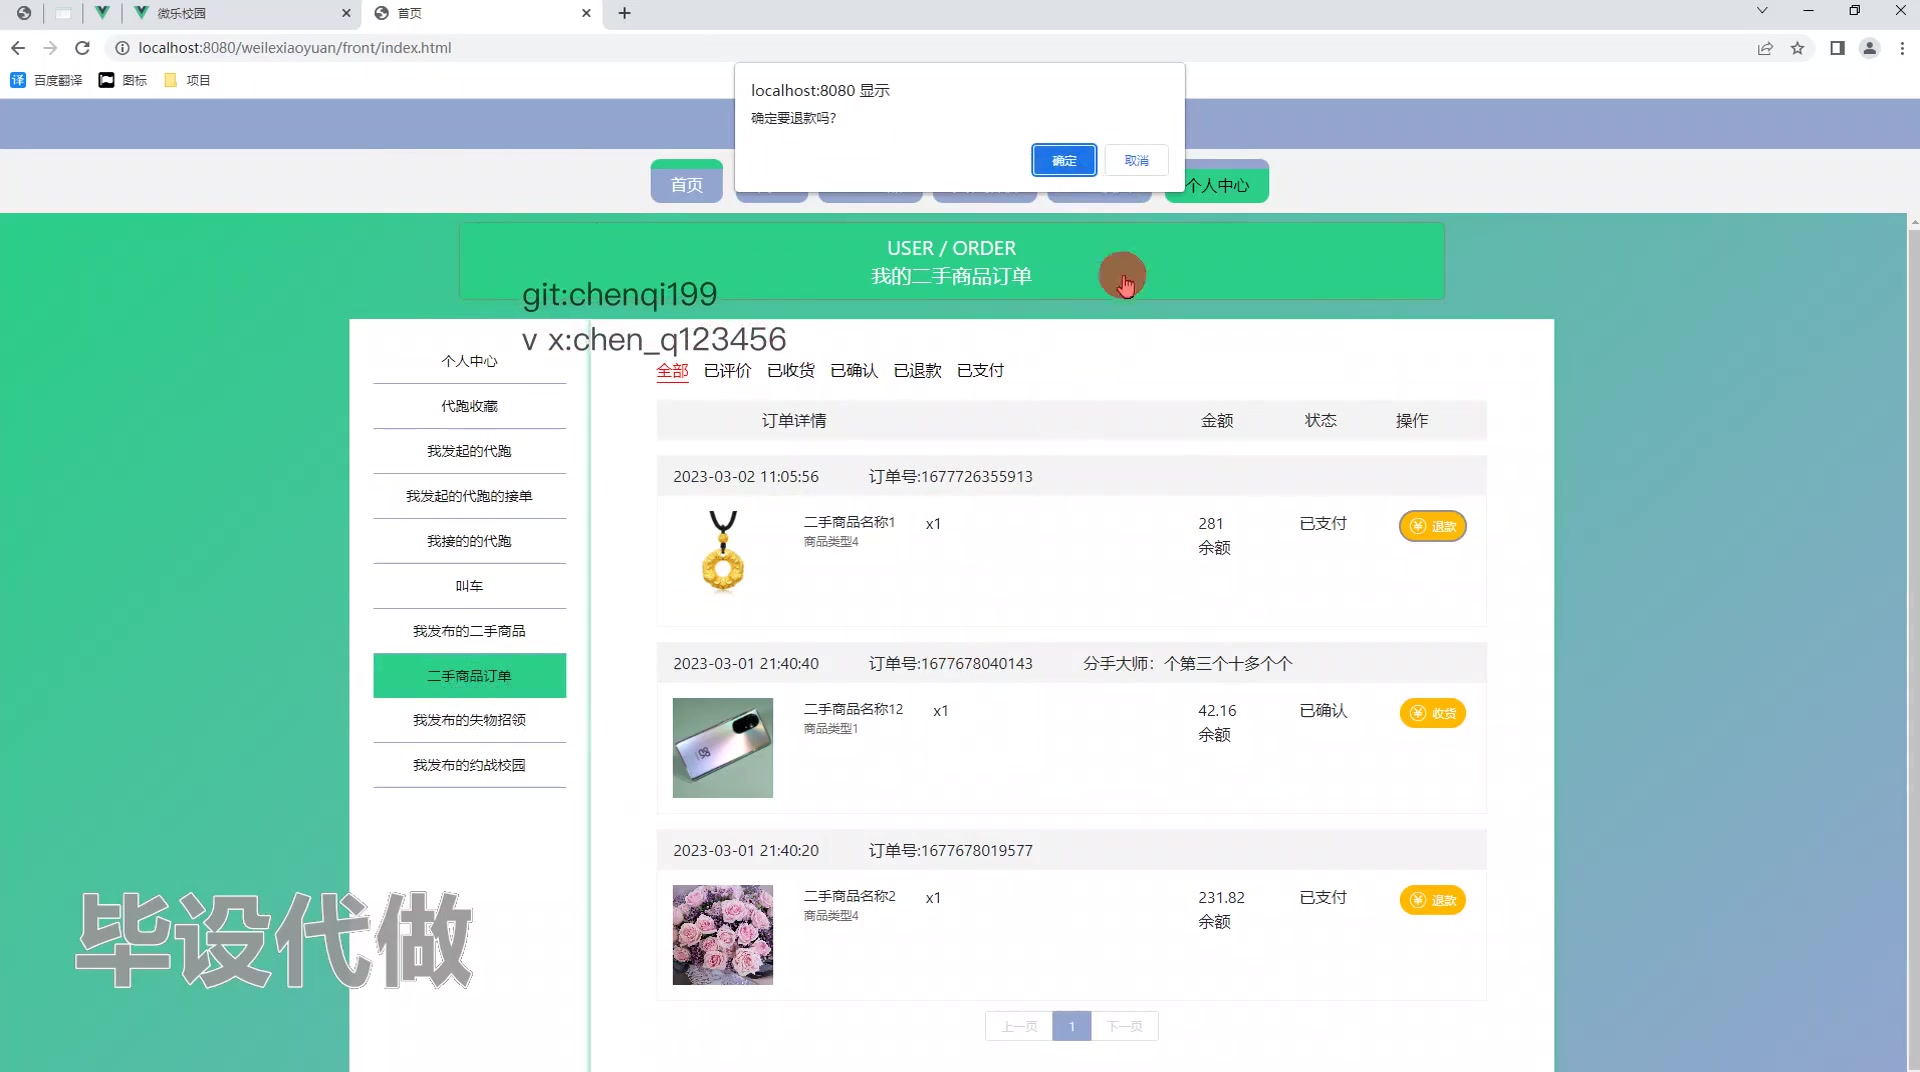 微乐校园
首页
localhost:8080/weilexiaoyuan/front/index.html
百度翻译
图标
项目
localhost:8080 显示
确定要退款吗?
确定
取消
首页
个人中心
USER / ORDER
我的二手商品订单
git:chenqi199
v x:chen_q123456
个人中心
代跑收藏
我发起的代跑
我发起的代跑的接单
我接的的代跑
叫车
我发布的二手商品
二手商品订单
我发布的失物招领
我发布的约战校园
全部 已评价 已收货 已确认 已退款 已支付
订单详情 金额 状态 操作
2023-03-02 11:05:56 订单号:1677726355913
二手商品名称1 x1 281 已支付 退款
商品类型4 余额
2023-03-01 21:40:40 订单号:1677678040143 分手大师：个第三个十多个个
二手商品名称12 x1 42.16 已确认 收货
商品类型1 余额
2023-03-01 21:40:20 订单号:1677678019577
二手商品名称2 x1 231.82 已支付 退款
商品类型4 余额
上一页 1 下一页
毕设代做